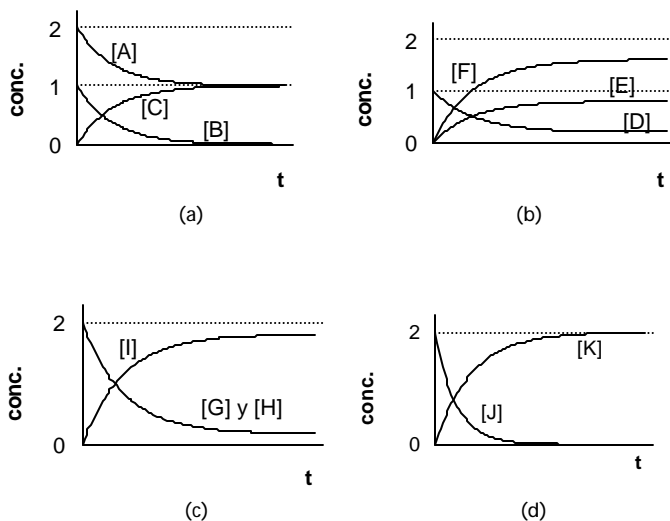 2
[A]
1
[C]
[B]
0
conc.
t
(a)
2
[F]
1
[E]
[D]
0
conc.
t
(b)
2
[I]
[G] y [H]
0
conc.
t
(c)
2
[K]
[J]
0
conc.
t
(d)